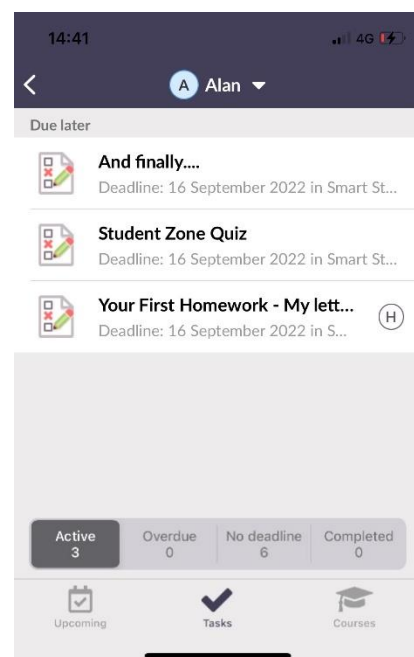 14:41
4G
A Alan
Due later
And finally....
Deadline: 16 September 2022 in Smart St...
Student Zone Quiz
Deadline: 16 September 2022 in Smart St...
Your First Homework - My lett...
H
Deadline: 16 September 2022 in S...
Active
3
Overdue
0
No deadline
6
Completed
0
Upcoming
Tasks
Courses